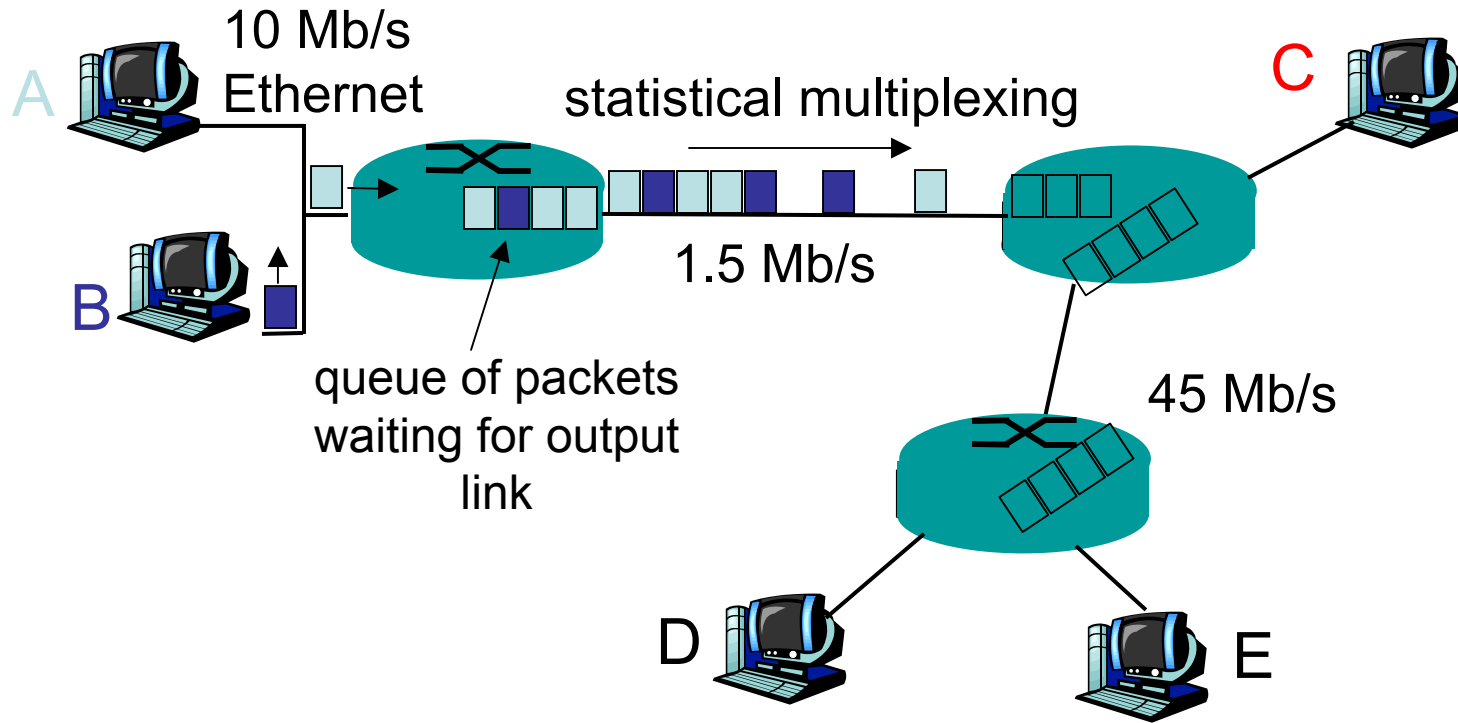 10 Mb/s
Ethernet
A
statistical multiplexing
C
B
1.5 Mb/s
queue of packets
waiting for output
link
45 Mb/s
D
E